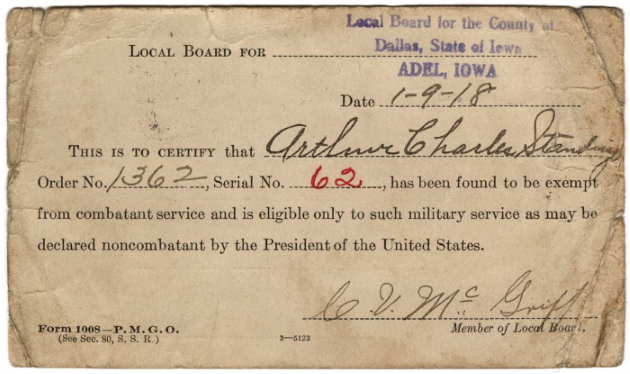 Local Board for the County of
Dallas, State of Iowa
ADEL, IOWA
LOCAL BOARD FOR
Date 1-9-18
THIS IS TO CERTIFY that Arthur Charles Standing
Order No. 1362, Serial No. 62, has been found to be exempt
from combatant service and is eligible only to such military service as may be
declared noncombatant by the President of the United States.
C V. Mc Griff
Member of Local Board.
Form 1008—P. M. G. O.
(See Sec. 80, S. S. R.)
3—5123